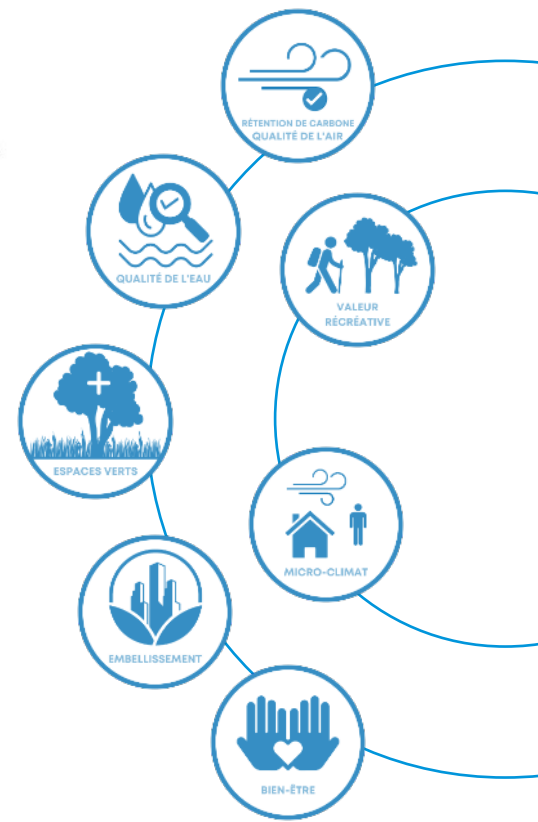 RÉTENTION DE CARBONE
QUALITÉ DE L'AIR
QUALITÉ DE L'EAU
VALEUR
RÉCRÉATIVE
ESPACES VERTS
MICRO-CLIMAT
EMBELLISSEMENT
BIEN-ÊTRE